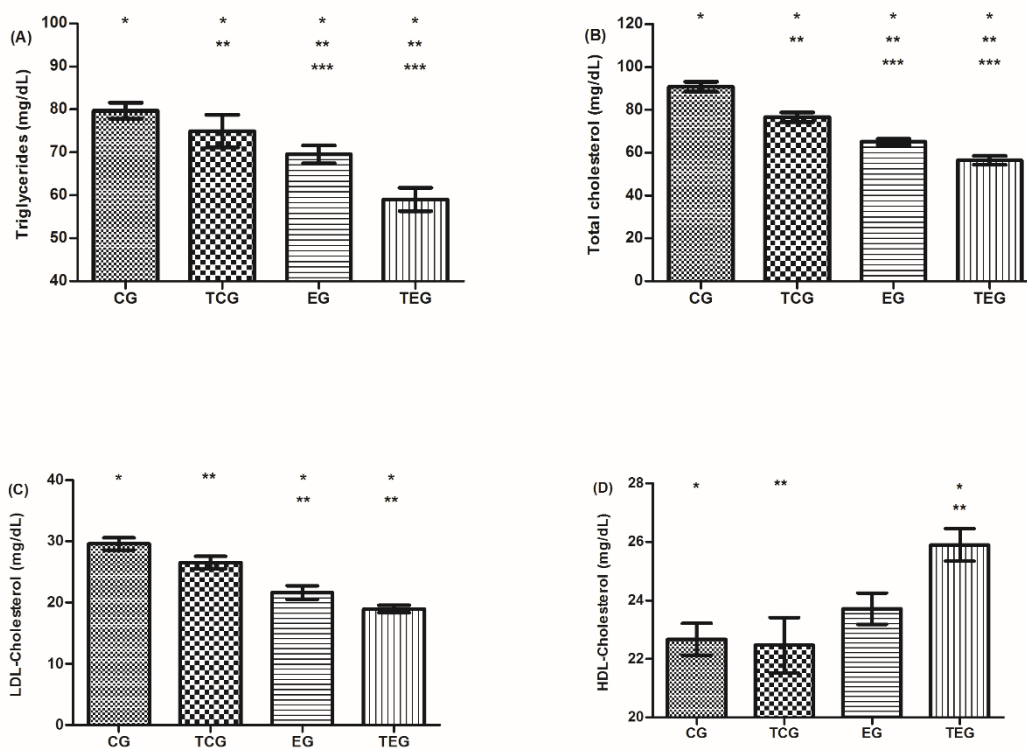 (A)
Triglycerides (mg/dL)
100
90
80
70
60
50
40
* * * *
** ** **
*** ***
CG TCG EG TEG
(B)
Total cholesterol (mg/dL)
120
100
80
60
40
20
0
* * * *
** ** **
*** ***
CG TCG EG TEG
(C)
LDL-Cholesterol (mg/dL)
40
30
20
10
0
* ** * *
** **
CG TCG EG TEG
(D)
HDL-Cholesterol (mg/dL)
28
26
24
22
20
* ** *
**
CG TCG EG TEG